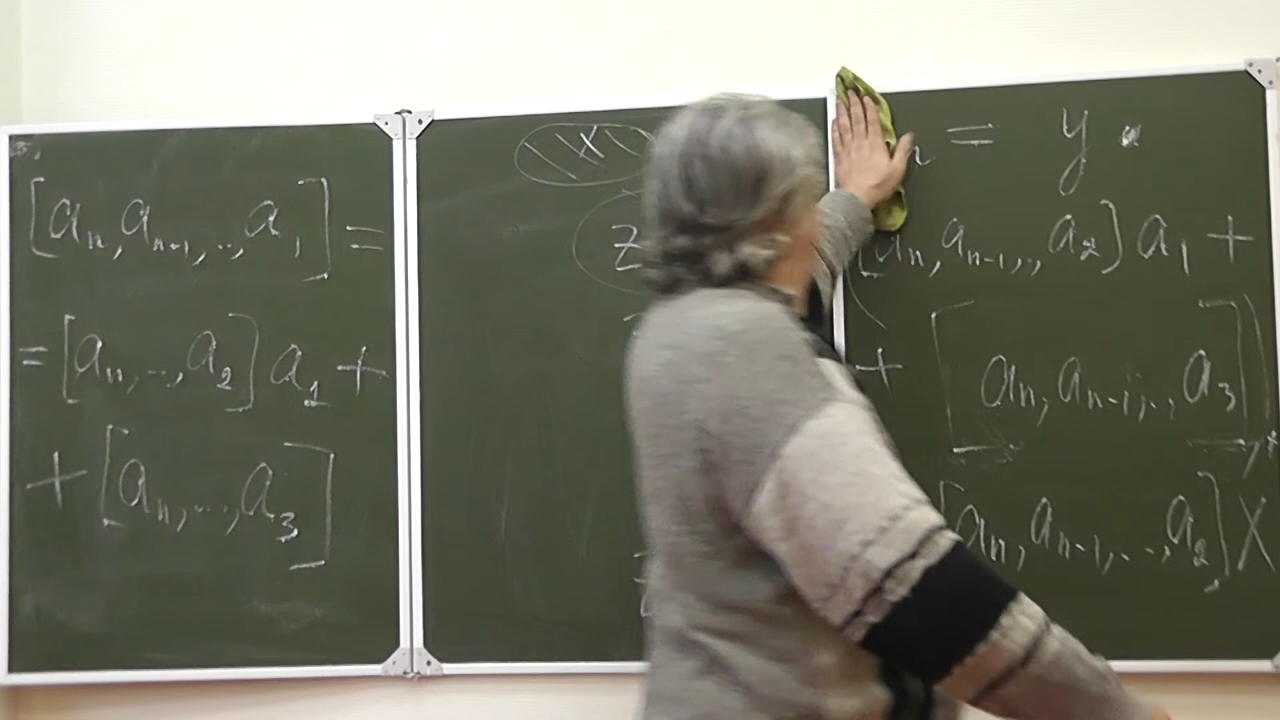 [a_n, a_{n+1}, .., a_1] =
= [a_n, .., a_2] a_1 +
+ [a_n, ..., a_3]
z
= y ·
[a_n, a_{n-1}, ., a_2] a_1 +
+ [a_n, a_{n-1}, .., a_3])
[a_n, a_{n-1}, .., a_2] X